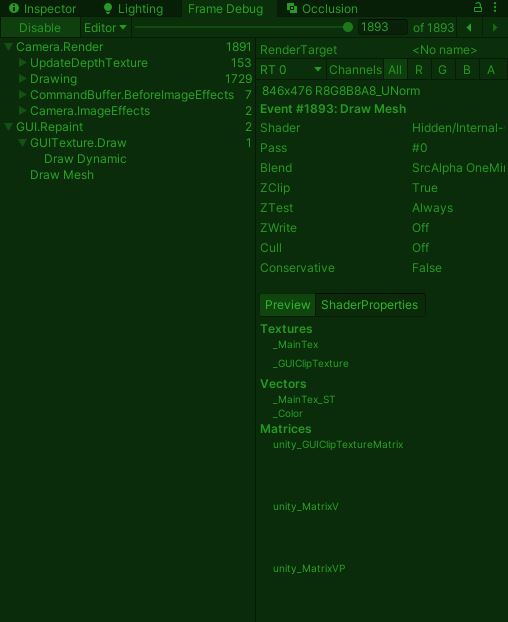 Inspector
Lighting
Frame Debug
Occlusion
Disable
Editor
1893
of 1893
Camera.Render 1891
UpdateDepthTexture 153
Drawing 1729
CommandBuffer.BeforeImageEffects 7
Camera.ImageEffects 2
GUI.Repaint 2
GUITexture.Draw 1
Draw Dynamic
Draw Mesh
RenderTarget <No name>
RT 0 Channels All R G B A
846x476 R8G8B8A8_UNorm
Event #1893: Draw Mesh
Shader Hidden/Internal-
Pass #0
Blend SrcAlpha OneMin
ZClip True
ZTest Always
ZWrite Off
Cull Off
Conservative False
Preview ShaderProperties
Textures
_MainTex
_GUIClipTexture
Vectors
_MainTex_ST
_Color
Matrices
unity_GUIClipTextureMatrix
unity_MatrixV
unity_MatrixVP